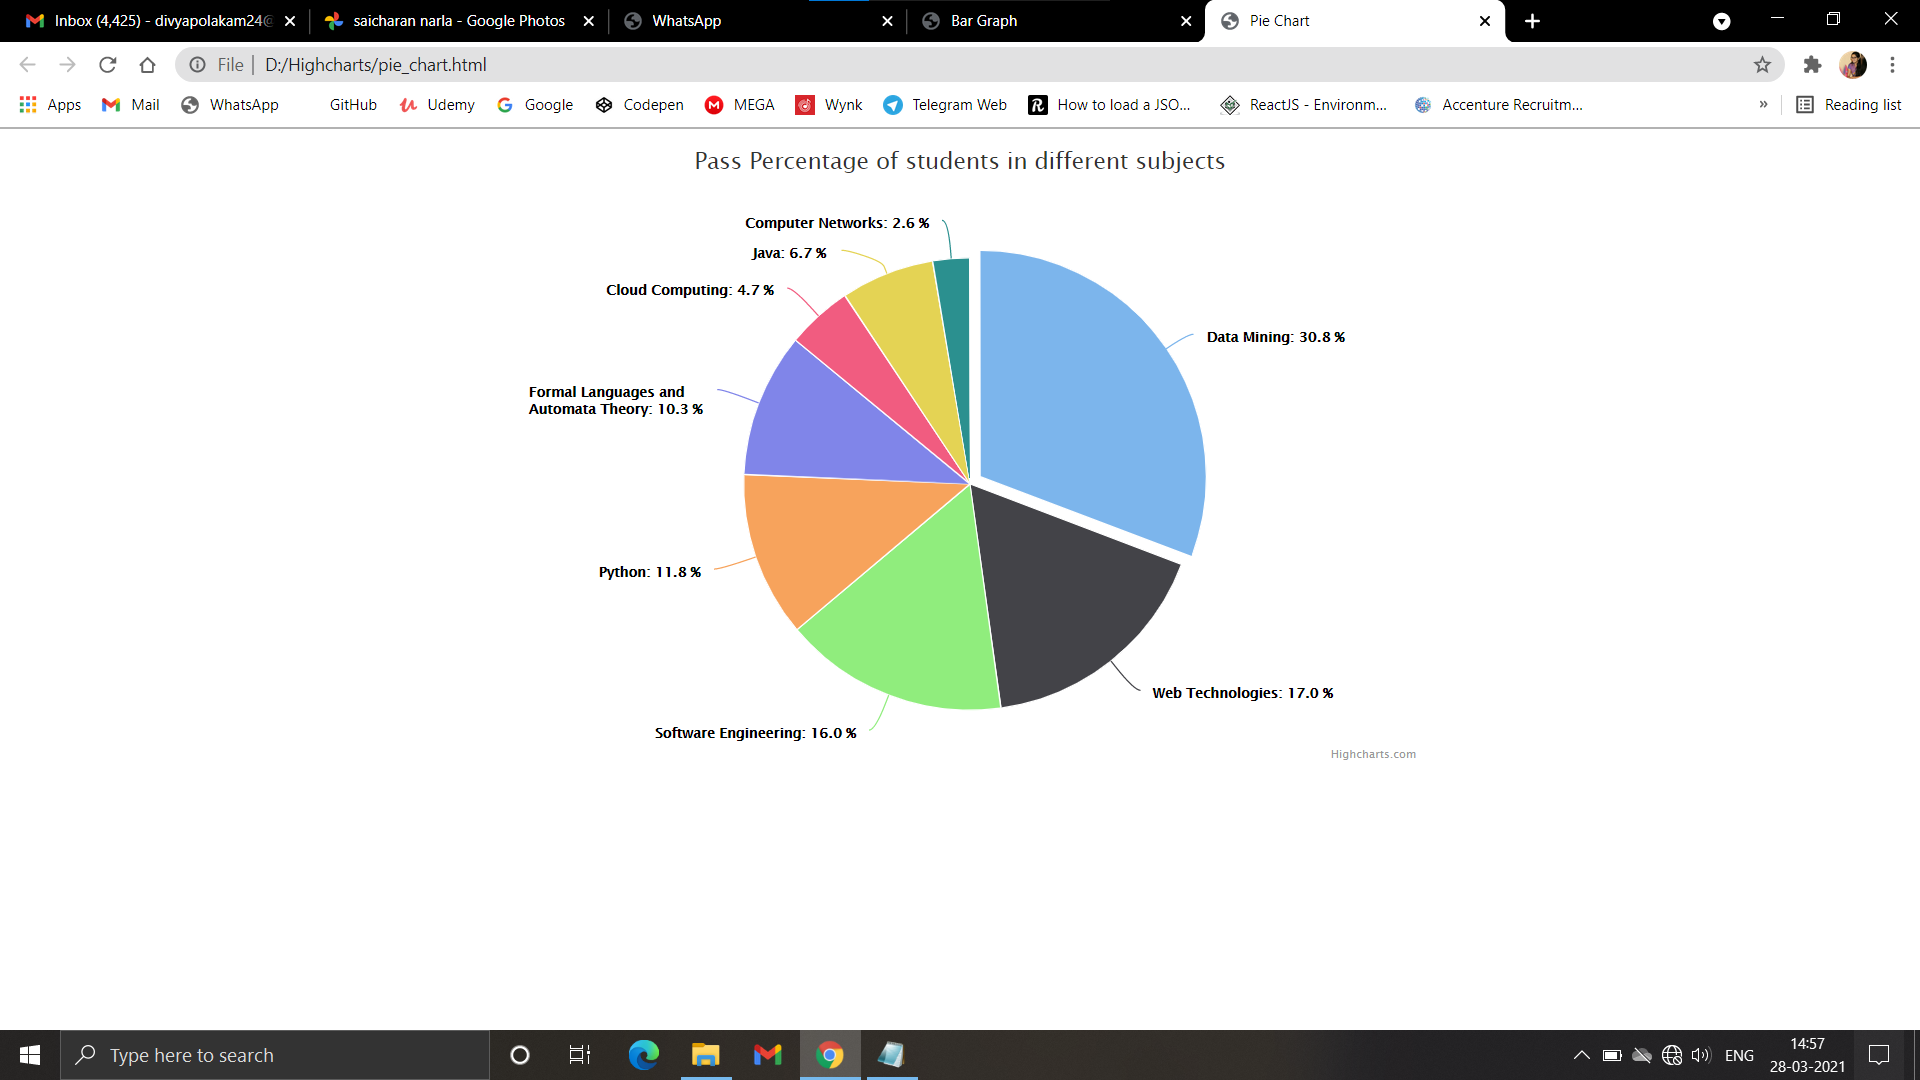 Inbox (4,425) - divyapolakam24@
saicharan narla - Google Photos
WhatsApp
Bar Graph
Pie Chart
File
D:/Highcharts/pie_chart.html
Apps
Mail
WhatsApp
GitHub
Udemy
Google
Codepen
MEGA
Wynk
Telegram Web
How to load a JSO...
ReactJS - Environm...
Accenture Recruitm...
»
Reading list
Pass Percentage of students in different subjects
Computer Networks: 2.6 %
Java: 6.7 %
Cloud Computing: 4.7 %
Data Mining: 30.8 %
Formal Languages and
Automata Theory: 10.3 %
Python: 11.8 %
Web Technologies: 17.0 %
Software Engineering: 16.0 %
Highcharts.com
Type here to search
ENG
14:57
28-03-2021